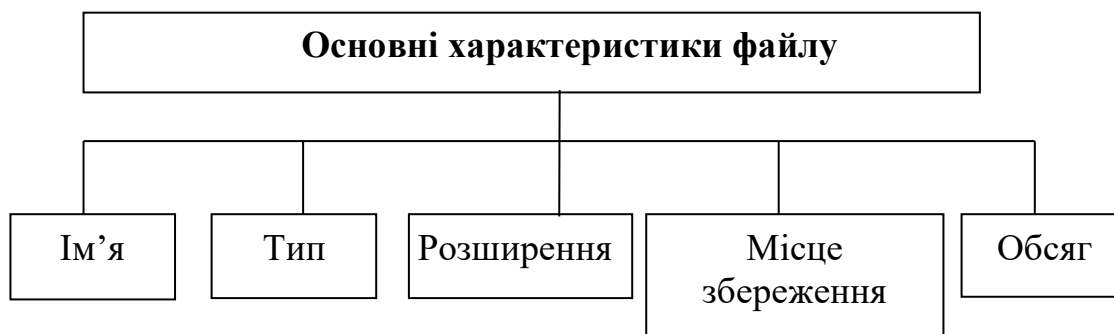 Основні характеристики файлу
Ім’я
Тип
Розширення
Місце
збереження
Обсяг